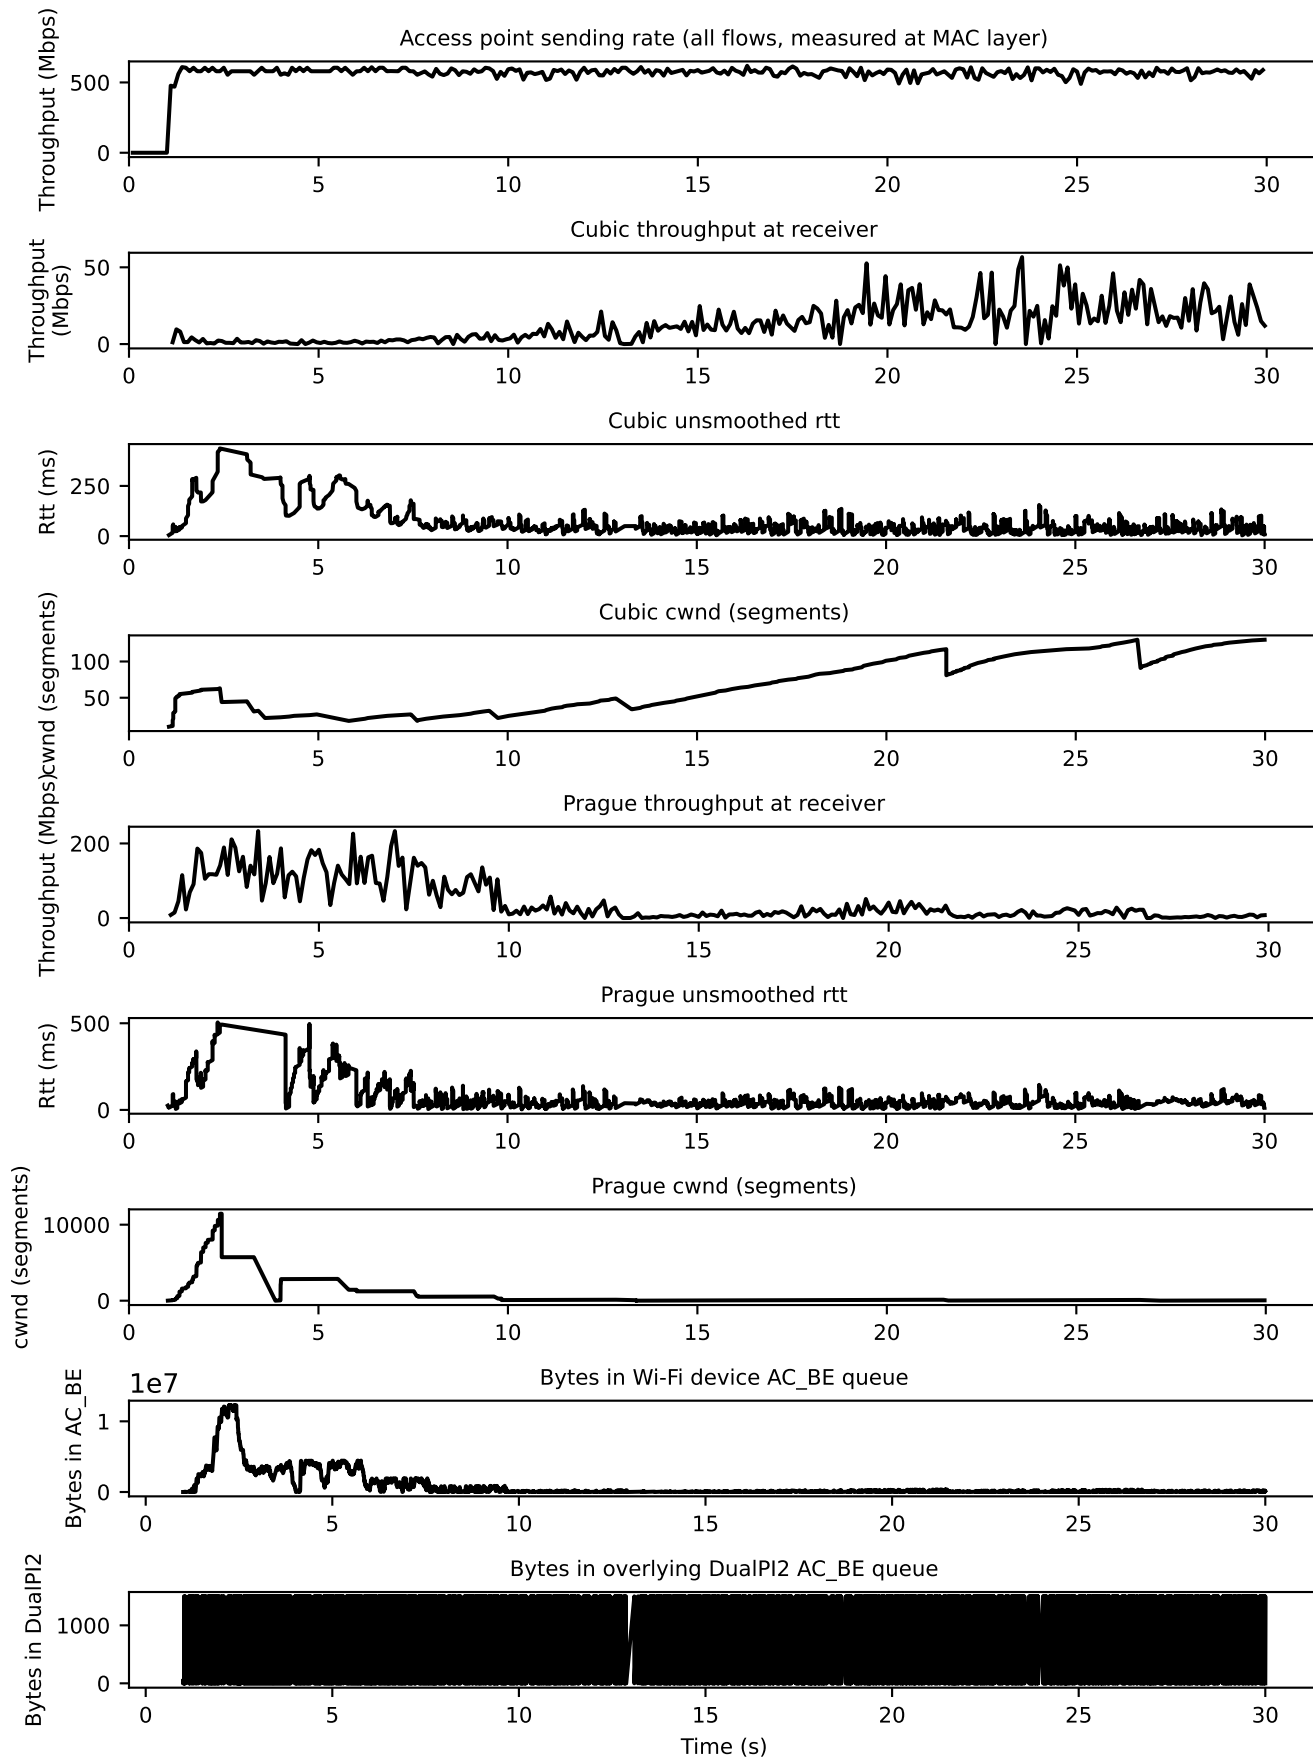 Access point sending rate (all flows, measured at MAC layer)
Throughput (Mbps)
500
0
0 5 10 15 20 25 30
Cubic throughput at receiver
Throughput
(Mbps)
50
0
0 5 10 15 20 25 30
Cubic unsmoothed rtt
Rtt (ms)
250
0
0 5 10 15 20 25 30
Cubic cwnd (segments)
cwnd (segments)
100
50
0 5 10 15 20 25 30
Prague throughput at receiver
Throughput (Mbps)
200
0
0 5 10 15 20 25 30
Prague unsmoothed rtt
Rtt (ms)
500
0
0 5 10 15 20 25 30
Prague cwnd (segments)
cwnd (segments)
10000
0
0 5 10 15 20 25 30
Bytes in Wi-Fi device AC_BE queue
1e7
Bytes in AC_BE
1
0
0 5 10 15 20 25 30
Bytes in overlying DualPI2 AC_BE queue
Bytes in DualPI2
1000
0
0 5 10 15 20 25 30
Time (s)